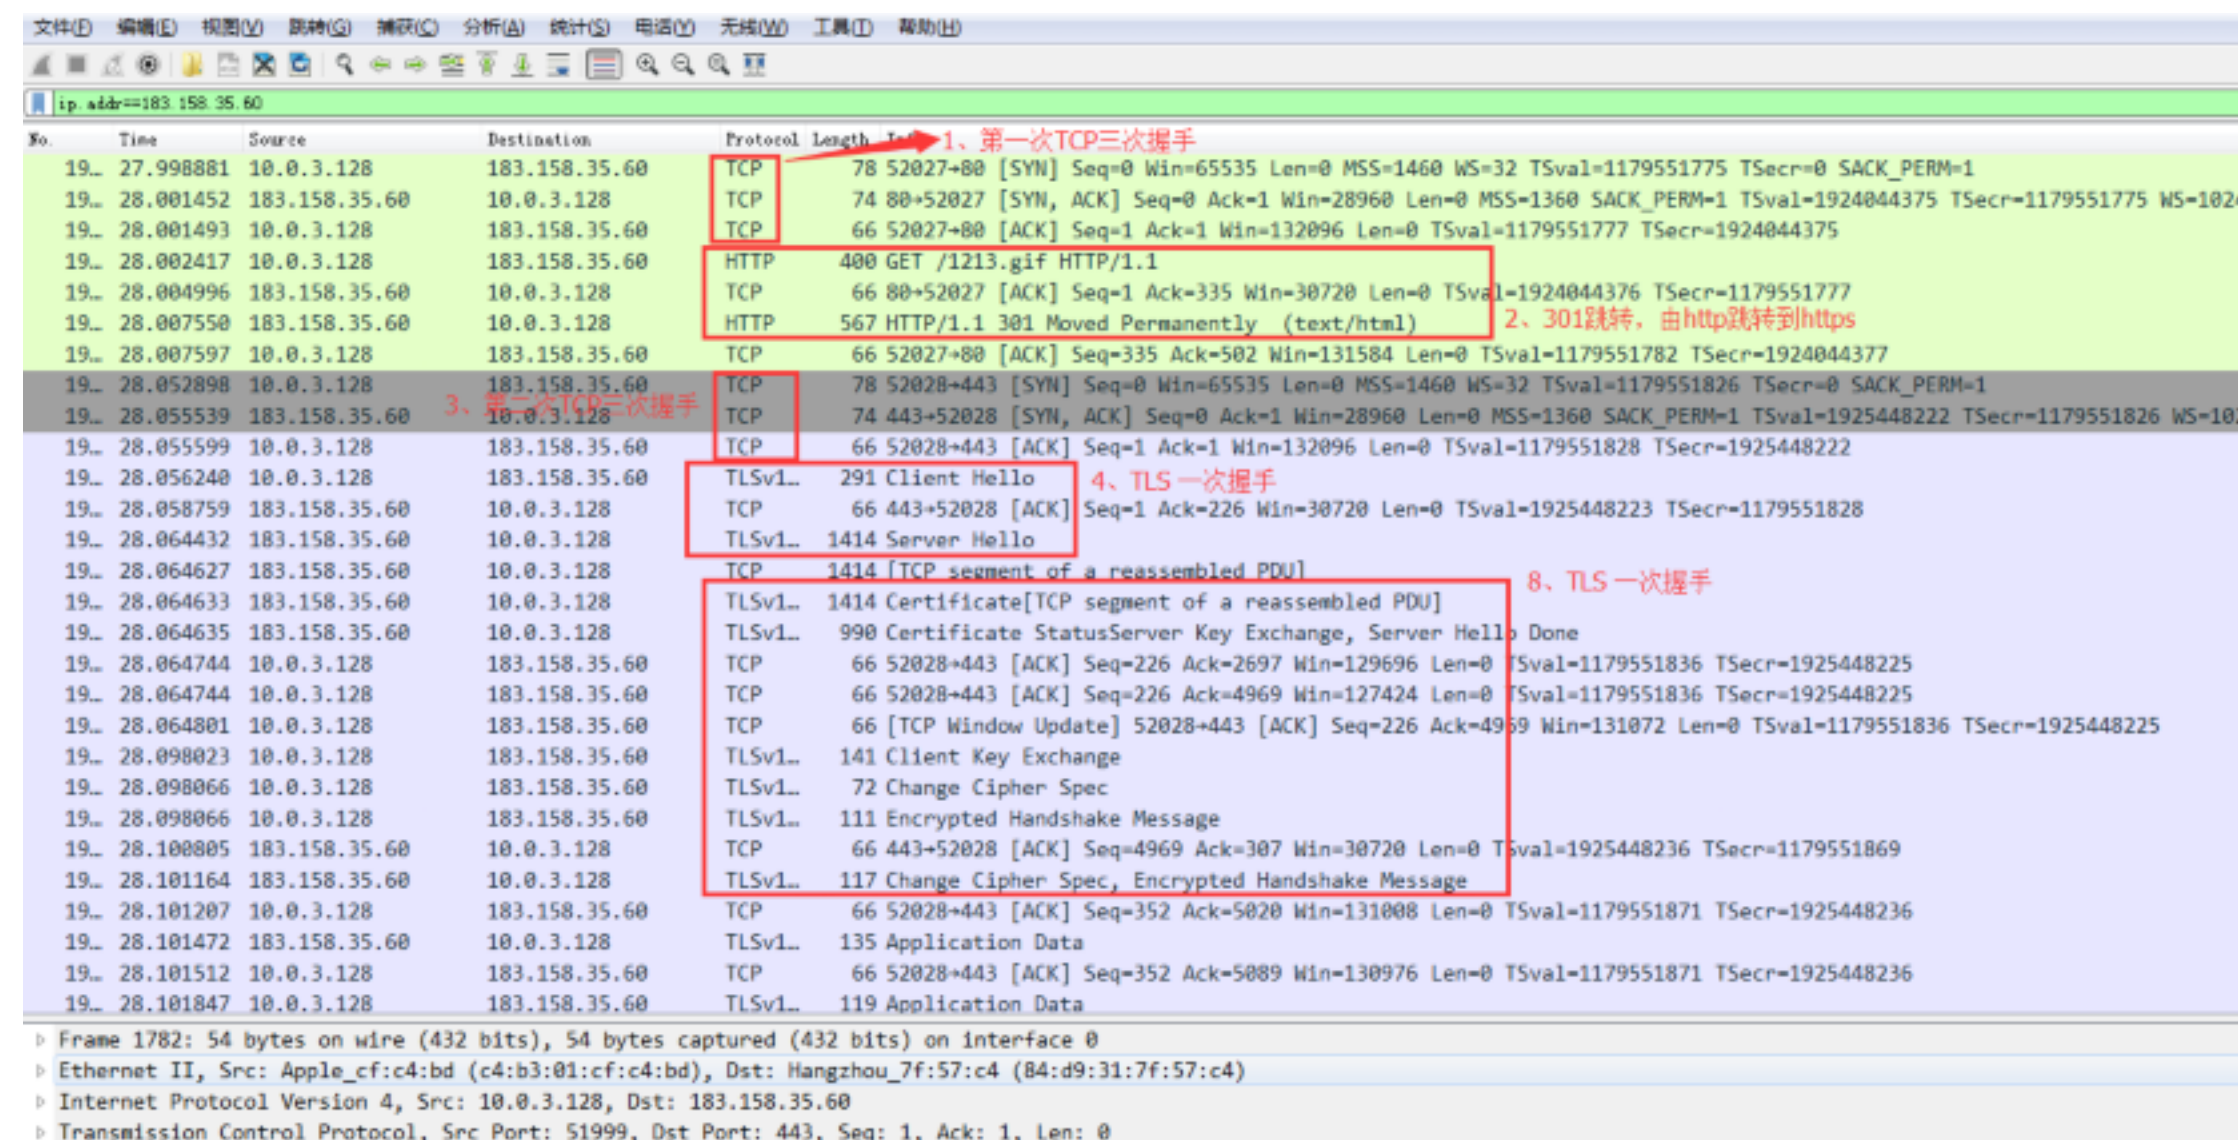 文件(F) 编辑(E) 视图(V) 跳转(G) 捕获(C) 分析(A) 统计(S) 电话(Y) 无线(W) 工具(T) 帮助(H)
ip.addr==183.158.35.60
No. Time Source Destination Protocol Length
1、第一次TCP三次握手
19… 27.998881 10.0.3.128 183.158.35.60 TCP 78 52027→80 [SYN] Seq=0 Win=65535 Len=0 MSS=1460 WS=32 TSval=1179551775 TSecr=0 SACK_PERM=1
19… 28.001452 183.158.35.60 10.0.3.128 TCP 74 80→52027 [SYN, ACK] Seq=0 Ack=1 Win=28960 Len=0 MSS=1360 SACK_PERM=1 TSval=1924044375 TSecr=1179551775 WS=1024
19… 28.001493 10.0.3.128 183.158.35.60 TCP 66 52027→80 [ACK] Seq=1 Ack=1 Win=132096 Len=0 TSval=1179551777 TSecr=1924044375
19… 28.002417 10.0.3.128 183.158.35.60 HTTP 400 GET /1213.gif HTTP/1.1
19… 28.004996 183.158.35.60 10.0.3.128 TCP 66 80→52027 [ACK] Seq=1 Ack=335 Win=30720 Len=0 TSval=1924044376 TSecr=1179551777
19… 28.007550 183.158.35.60 10.0.3.128 HTTP 567 HTTP/1.1 301 Moved Permanently (text/html)
2、301跳转，由http跳转到https
19… 28.007597 10.0.3.128 183.158.35.60 TCP 66 52027→80 [ACK] Seq=335 Ack=502 Win=131584 Len=0 TSval=1179551782 TSecr=1924044377
19… 28.052898 10.0.3.128 183.158.35.60 TCP 78 52028→443 [SYN] Seq=0 Win=65535 Len=0 MSS=1460 WS=32 TSval=1179551826 TSecr=0 SACK_PERM=1
3、第二次TCP三次握手
19… 28.055539 183.158.35.60 10.0.3.128 TCP 74 443→52028 [SYN, ACK] Seq=0 Ack=1 Win=28960 Len=0 MSS=1360 SACK_PERM=1 TSval=1925448222 TSecr=1179551826 WS=102
19… 28.055599 10.0.3.128 183.158.35.60 TCP 66 52028→443 [ACK] Seq=1 Ack=1 Win=132096 Len=0 TSval=1179551828 TSecr=1925448222
19… 28.056240 10.0.3.128 183.158.35.60 TLSv1… 291 Client Hello
4、TLS 一次握手
19… 28.058759 183.158.35.60 10.0.3.128 TCP 66 443→52028 [ACK] Seq=1 Ack=226 Win=30720 Len=0 TSval=1925448223 TSecr=1179551828
19… 28.064432 183.158.35.60 10.0.3.128 TLSv1… 1414 Server Hello
19… 28.064627 183.158.35.60 10.0.3.128 TCP 1414 [TCP segment of a reassembled PDU]
8、TLS 一次握手
19… 28.064633 183.158.35.60 10.0.3.128 TLSv1… 1414 Certificate[TCP segment of a reassembled PDU]
19… 28.064635 183.158.35.60 10.0.3.128 TLSv1… 990 Certificate StatusServer Key Exchange, Server Hello Done
19… 28.064744 10.0.3.128 183.158.35.60 TCP 66 52028→443 [ACK] Seq=226 Ack=2697 Win=129696 Len=0 TSval=1179551836 TSecr=1925448225
19… 28.064744 10.0.3.128 183.158.35.60 TCP 66 52028→443 [ACK] Seq=226 Ack=4969 Win=127424 Len=0 TSval=1179551836 TSecr=1925448225
19… 28.064801 10.0.3.128 183.158.35.60 TCP 66 [TCP Window Update] 52028→443 [ACK] Seq=226 Ack=4969 Win=131072 Len=0 TSval=1179551836 TSecr=1925448225
19… 28.098023 10.0.3.128 183.158.35.60 TLSv1… 141 Client Key Exchange
19… 28.098066 10.0.3.128 183.158.35.60 TLSv1… 72 Change Cipher Spec
19… 28.098066 10.0.3.128 183.158.35.60 TLSv1… 111 Encrypted Handshake Message
19… 28.100805 183.158.35.60 10.0.3.128 TCP 66 443→52028 [ACK] Seq=4969 Ack=307 Win=30720 Len=0 TSval=1925448236 TSecr=1179551869
19… 28.101164 183.158.35.60 10.0.3.128 TLSv1… 117 Change Cipher Spec, Encrypted Handshake Message
19… 28.101207 10.0.3.128 183.158.35.60 TCP 66 52028→443 [ACK] Seq=352 Ack=5020 Win=131008 Len=0 TSval=1179551871 TSecr=1925448236
19… 28.101472 183.158.35.60 10.0.3.128 TLSv1… 135 Application Data
19… 28.101512 10.0.3.128 183.158.35.60 TCP 66 52028→443 [ACK] Seq=352 Ack=5089 Win=130976 Len=0 TSval=1179551871 TSecr=1925448236
19… 28.101847 10.0.3.128 183.158.35.60 TLSv1… 119 Application Data
Frame 1782: 54 bytes on wire (432 bits), 54 bytes captured (432 bits) on interface 0
Ethernet II, Src: Apple_cf:c4:bd (c4:b3:01:cf:c4:bd), Dst: Hangzhou_7f:57:c4 (84:d9:31:7f:57:c4)
Internet Protocol Version 4, Src: 10.0.3.128, Dst: 183.158.35.60
Transmission Control Protocol, Src Port: 51999, Dst Port: 443, Seq: 1, Ack: 1, Len: 0